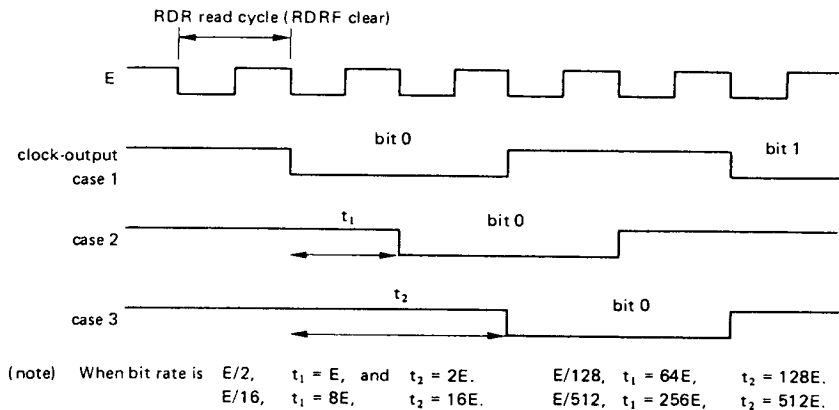 RDR read cycle (RDRF clear)
E
bit 0
bit 1
clock-output
case 1
t₁
bit 0
case 2
t₂
bit 0
case 3
(note) When bit rate is E/2, t₁ = E, and t₂ = 2E. E/128, t₁ = 64E, t₂ = 128E.
E/16, t₁ = 8E, t₂ = 16E. E/512, t₁ = 256E, t₂ = 512E.